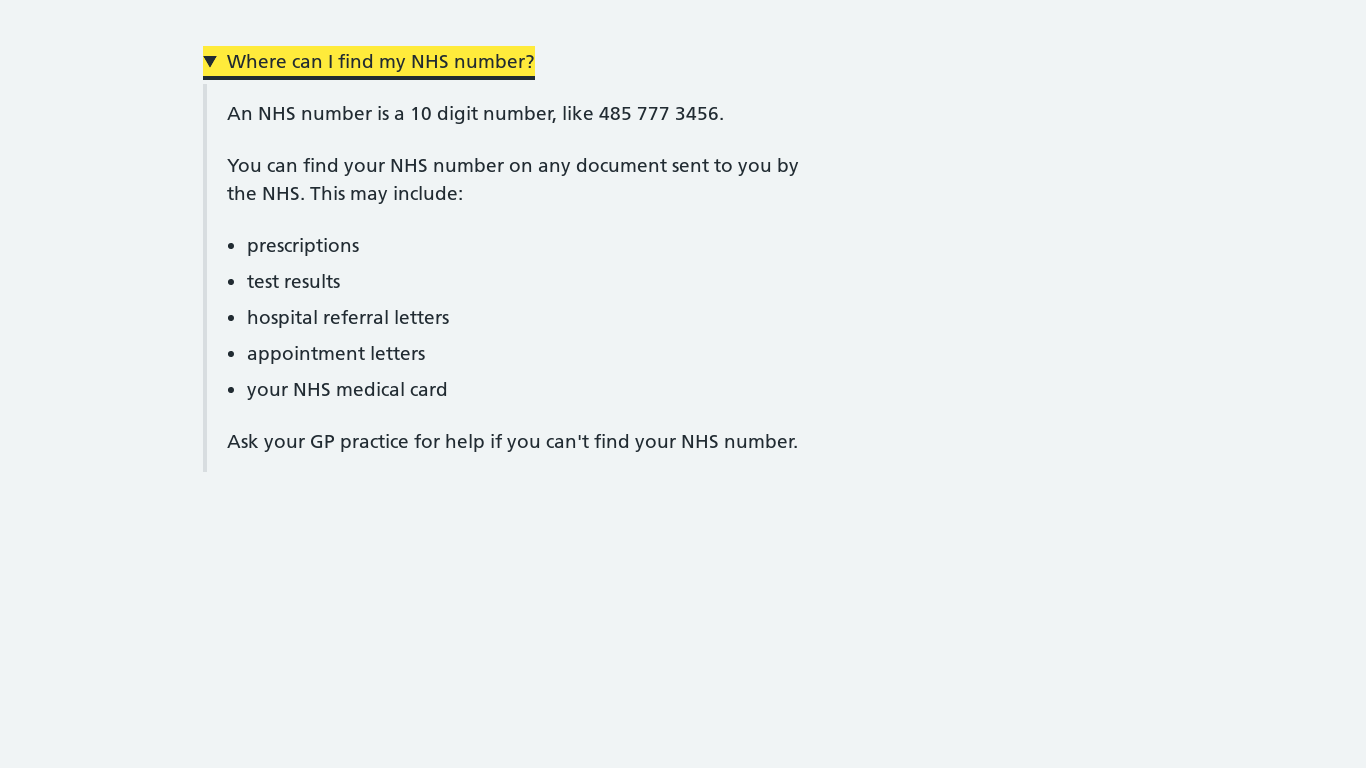 Where can I find my NHS number?
An NHS number is a 10 digit number, like 485 777 3456.
You can find your NHS number on any document sent to you by
the NHS. This may include:
• prescriptions
• test results
• hospital referral letters
• appointment letters
• your NHS medical card
Ask your GP practice for help if you can't find your NHS number.